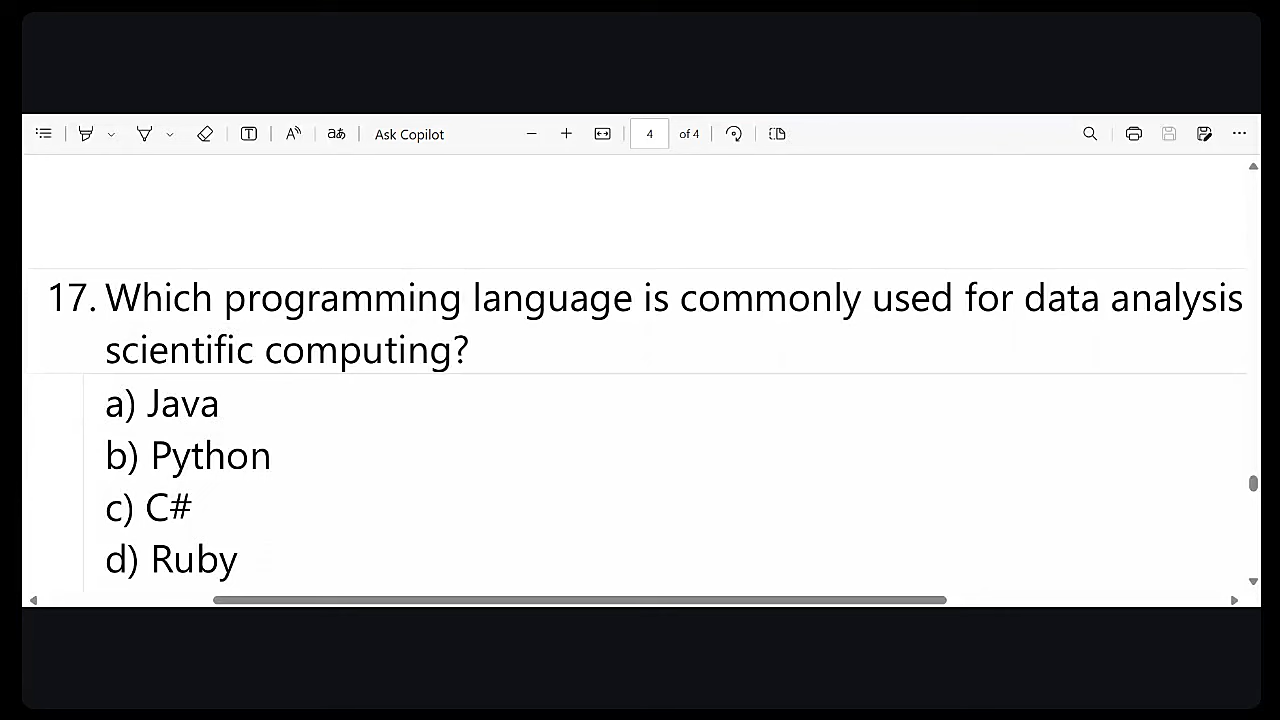 Ask Copilot
4 of 4
17. Which programming language is commonly used for data analysis
scientific computing?
a) Java
b) Python
c) C#
d) Ruby